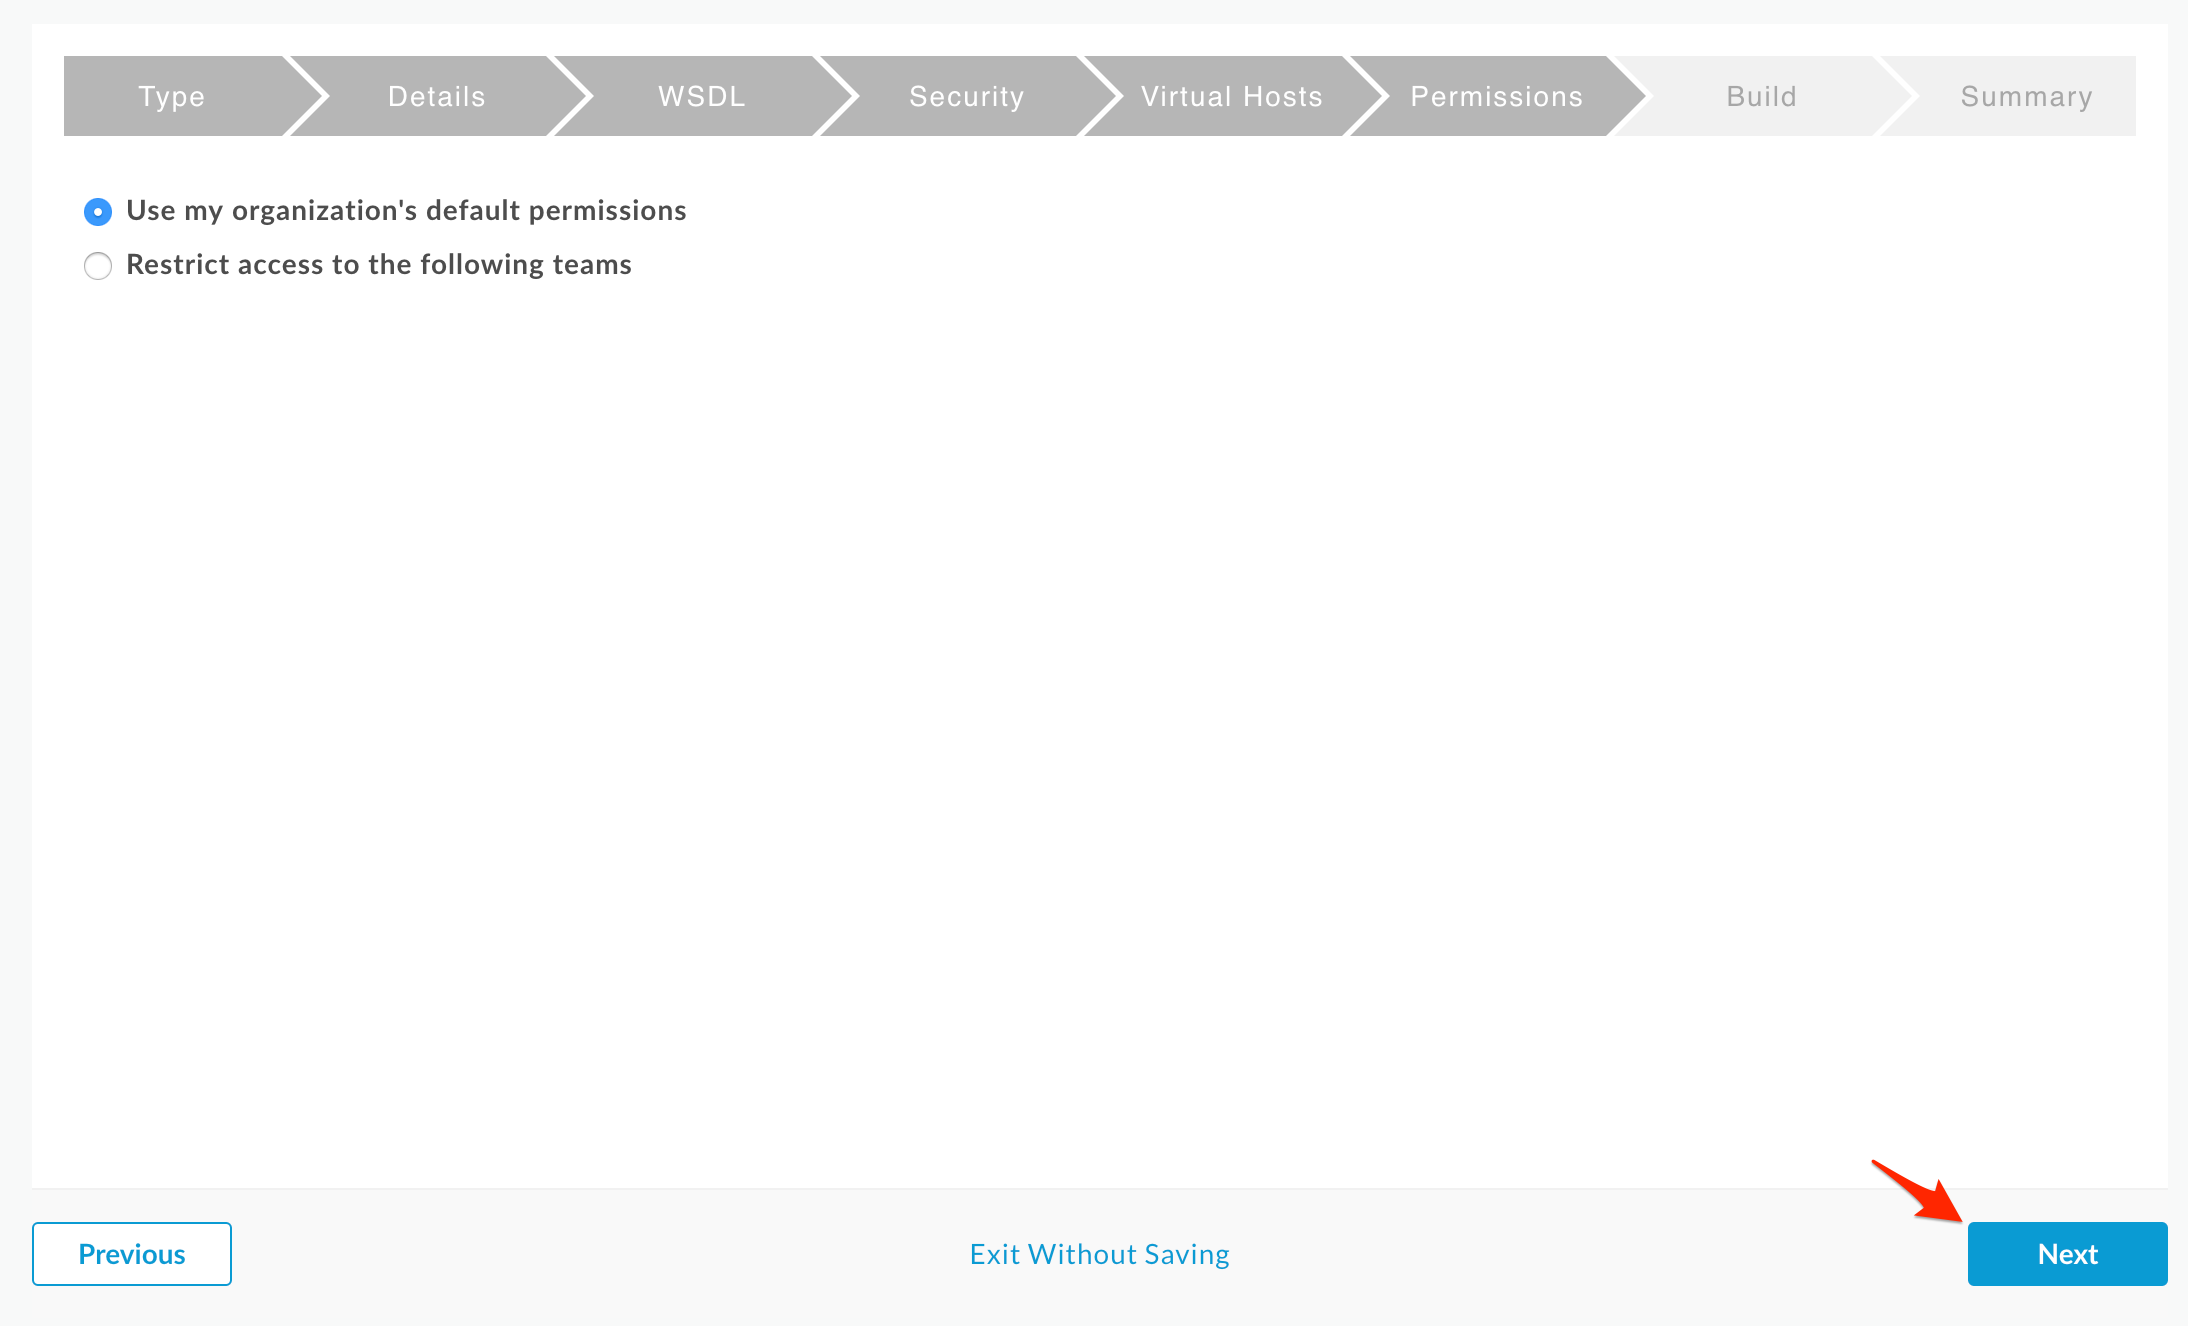 Type Details WSDL Security Virtual Hosts Permissions Build Summary
Use my organization's default permissions
Restrict access to the following teams
Previous Exit Without Saving Next